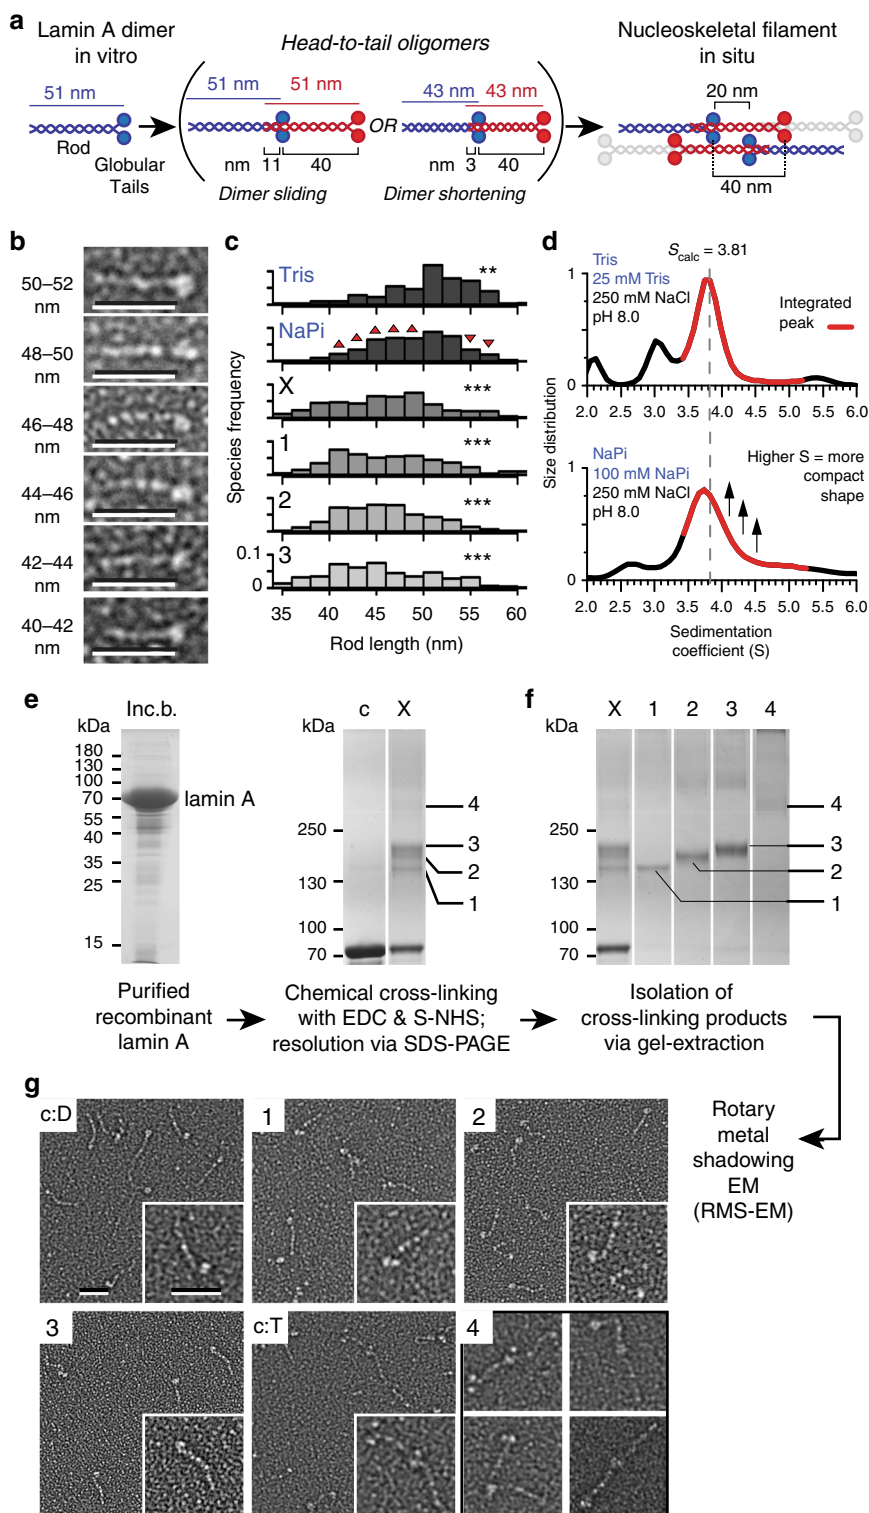 a
Lamin A dimer
in vitro
Head-to-tail oligomers
Nucleoskeletal filament
in situ
51 nm
51 nm
51 nm
43 nm
43 nm
20 nm
Rod
Globular
Tails
OR
nm 11 40
nm 3 40
40 nm
Dimer sliding
Dimer shortening
b
50–52
nm
48–50
nm
46–48
nm
44–46
nm
42–44
nm
40–42
nm
c
Tris
**
NaPi
X
***
1
***
2
***
3
***
0.1
0
Species frequency
35 40 45 50 55 60
Rod length (nm)
d
Scalc = 3.81
Tris
25 mM Tris
250 mM NaCl
pH 8.0
Integrated
peak
1
0
2.0 2.5 3.0 3.5 4.0 4.5 5.0 5.5 6.0
Size distribution
NaPi
100 mM NaPi
250 mM NaCl
pH 8.0
Higher S = more
compact
shape
1
0
2.0 2.5 3.0 3.5 4.0 4.5 5.0 5.5 6.0
Sedimentation
coefficient (S)
e
Inc.b.
kDa
180
130
100
70
55
40
35
25
15
lamin A
c X
kDa
250
130
100
70
4
3
2
1
f
X 1 2 3 4
kDa
250
130
100
70
4
3
2
1
Purified
recombinant
lamin A
Chemical cross-linking
with EDC & S-NHS;
resolution via SDS-PAGE
Isolation of
cross-linking products
via gel-extraction
Rotary
metal
shadowing
EM
(RMS-EM)
g
c:D
1
2
3
c:T
4